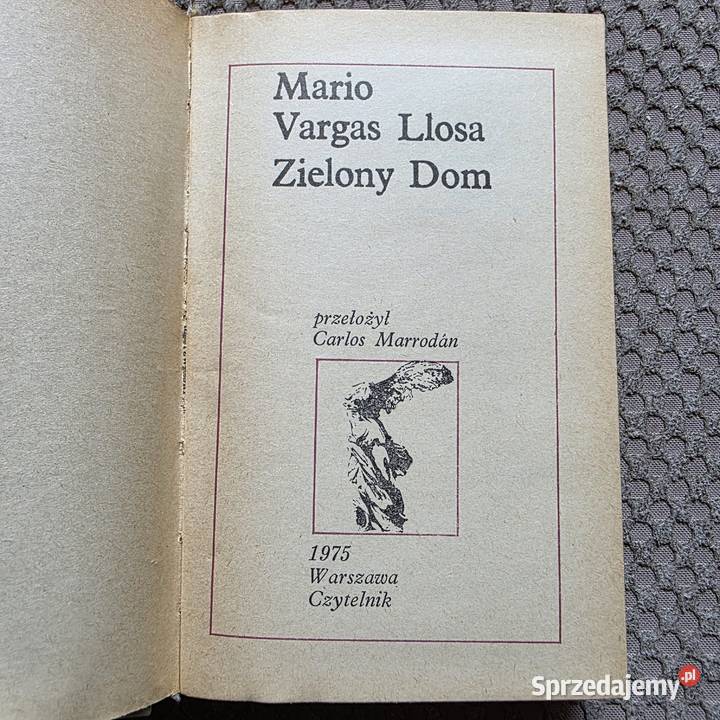 Mario
Vargas Llosa
Zielony Dom
przełożył
Carlos Marrodán
1975
Warszawa
Czytelnik
Sprzedajemy.pl